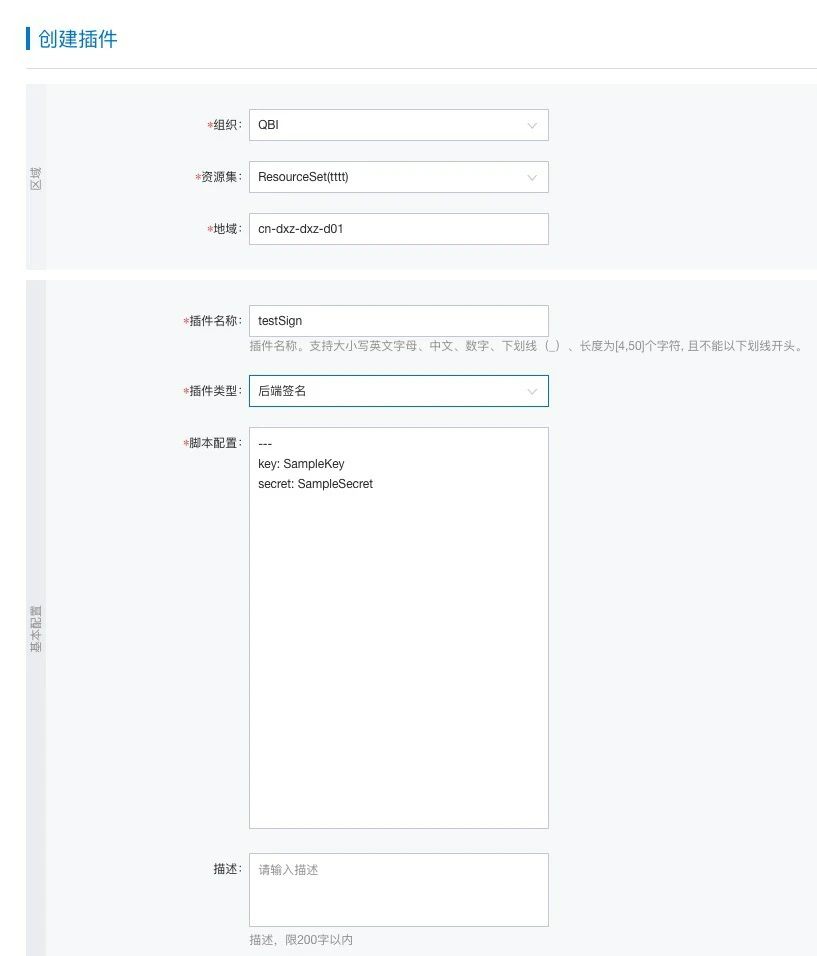 创建插件
区域
*组织: QBI
*资源集: ResourceSet(tttt)
*地域: cn-dxz-dxz-d01
基本配置
*插件名称: testSign
插件名称。支持大小写英文字母、中文、数字、下划线（_）、长度为[4,50]个字符, 且不能以下划线开头。
*插件类型: 后端签名
*脚本配置: ---
key: SampleKey
secret: SampleSecret
描述: 请输入描述
描述，限200字以内